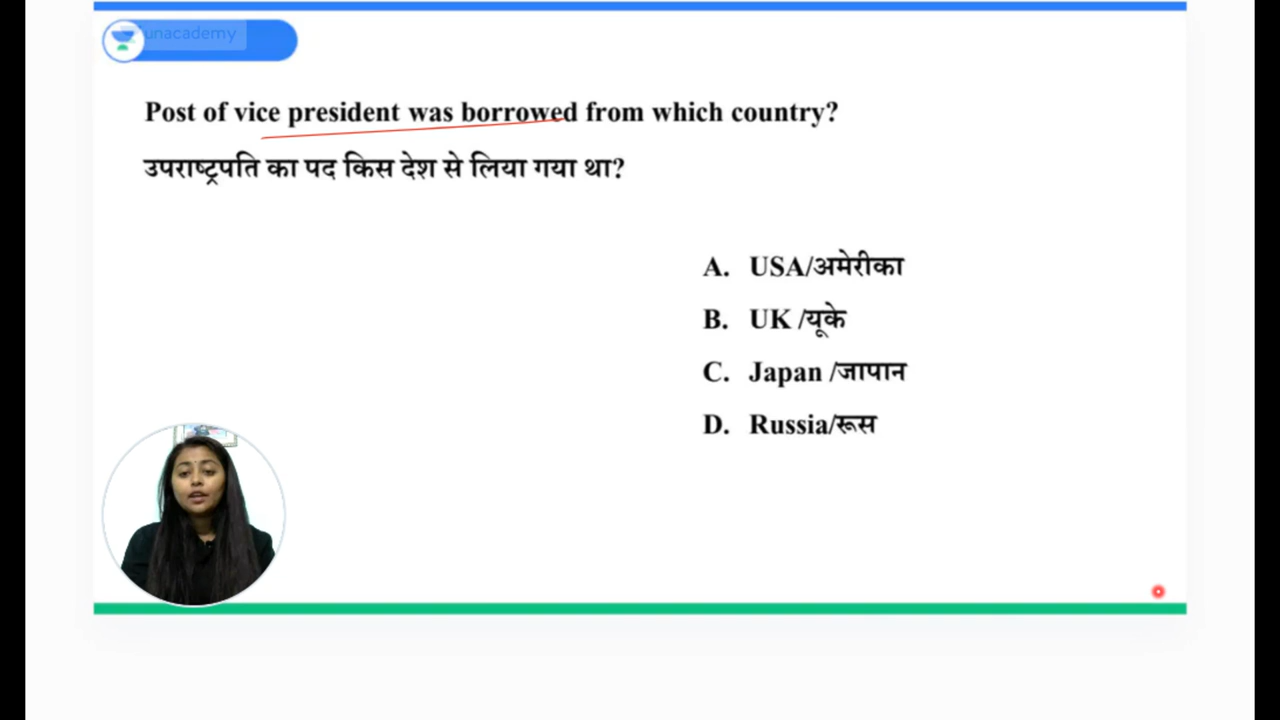 unacademy
Post of vice president was borrowed from which country?
उपराष्ट्रपति का पद किस देश से लिया गया था?
A. USA/अमेरीका
B. UK /यूके
C. Japan /जापान
D. Russia/रूस